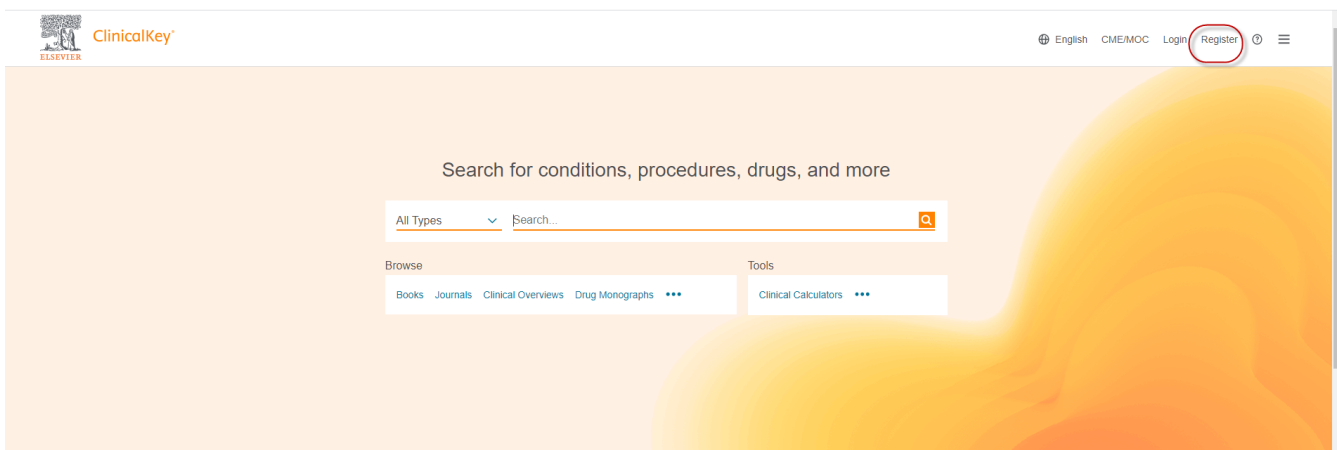 ClinicalKey®
ELSEVIER
English CME/MOC Login Register ?
Search for conditions, procedures, drugs, and more
All Types Search...
Browse Tools
Books Journals Clinical Overviews Drug Monographs ••• Clinical Calculators •••